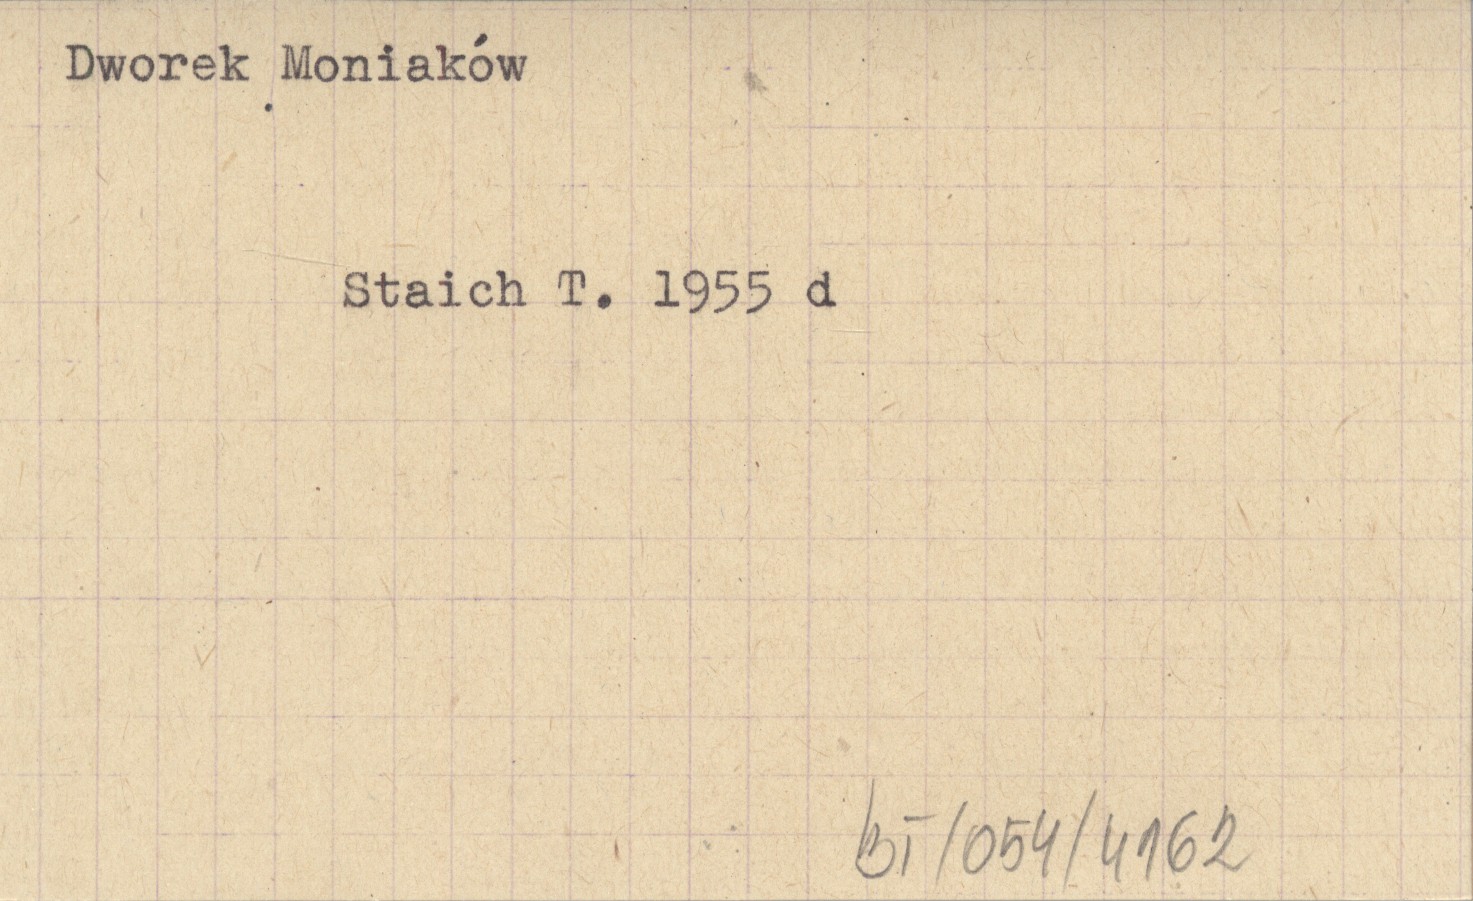 Dworek Moniaków
Staich T. 1955 d
BI/054/4162